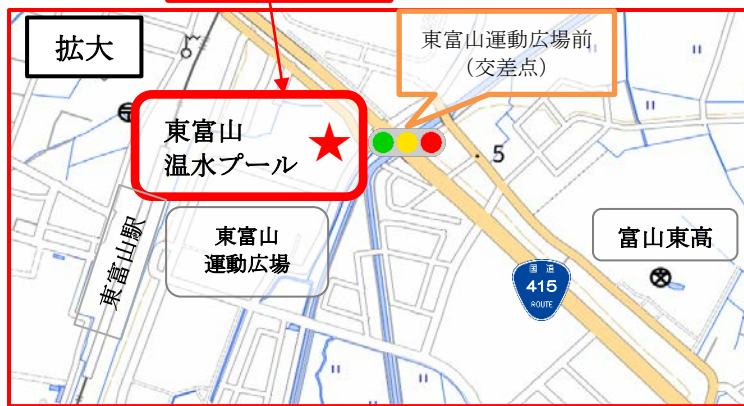 拡大
東富山運動広場前
（交差点）
東富山
温水プール
5
東富山駅
東富山
運動広場
富山東高
国道
415
ROUTE